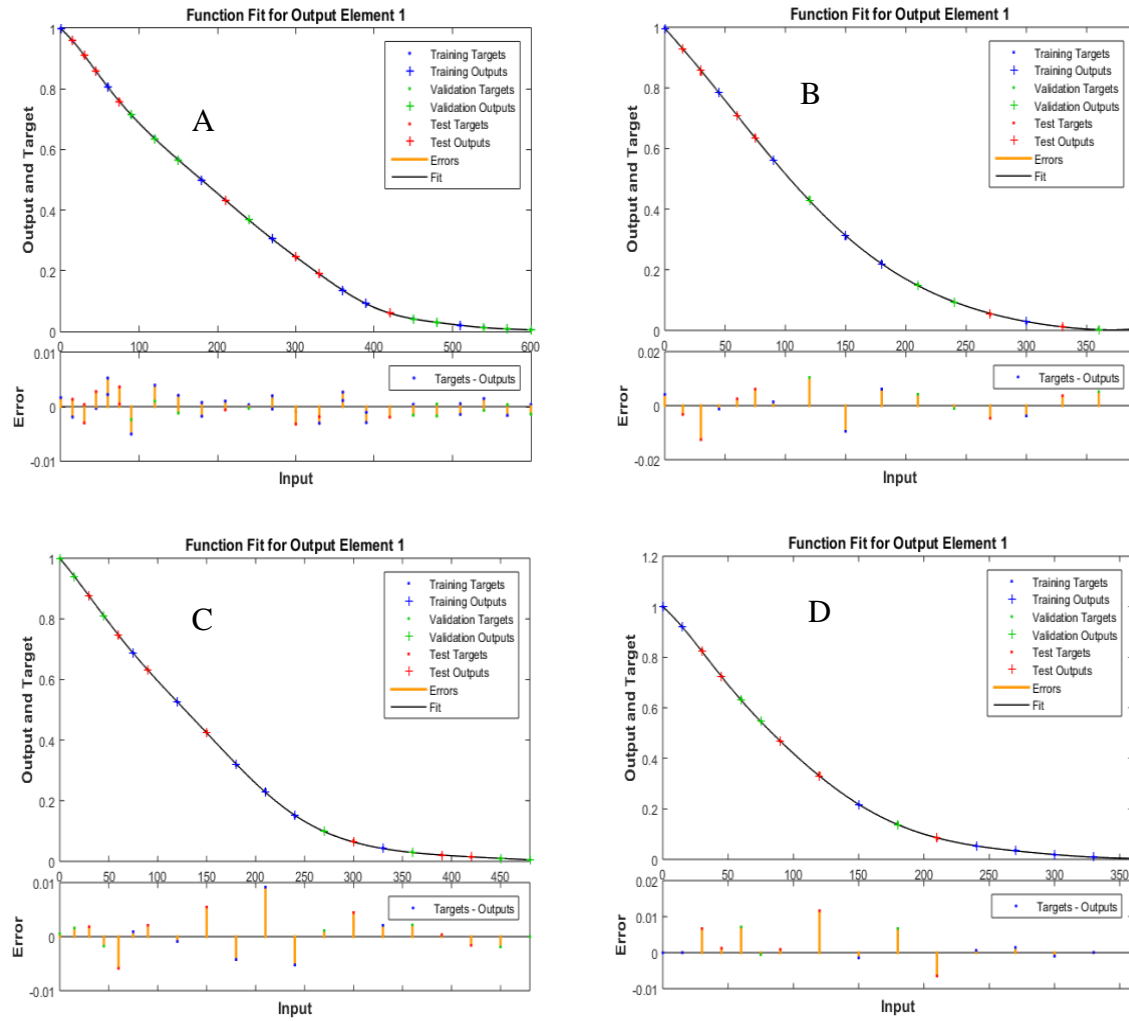 Function Fit for Output Element 1
A
Output and Target
1
0.8
0.6
0.4
0.2
0
0 100 200 300 400 500 600
Training Targets
Training Outputs
Validation Targets
Validation Outputs
Test Targets
Test Outputs
Errors
Fit
Error
0.01
0
-0.01
Targets - Outputs
Input
Function Fit for Output Element 1
B
Output and Target
1
0.8
0.6
0.4
0.2
0
0 50 100 150 200 250 300 350
Training Targets
Training Outputs
Validation Targets
Validation Outputs
Test Targets
Test Outputs
Errors
Fit
Error
0.02
0
-0.02
Targets - Outputs
Input
Function Fit for Output Element 1
C
Output and Target
1
0.8
0.6
0.4
0.2
0
0 50 100 150 200 250 300 350 400 450
Training Targets
Training Outputs
Validation Targets
Validation Outputs
Test Targets
Test Outputs
Errors
Fit
Error
0.01
0
-0.01
Targets - Outputs
Input
Function Fit for Output Element 1
D
Output and Target
1.2
1
0.8
0.6
0.4
0.2
0
0 50 100 150 200 250 300
Training Targets
Training Outputs
Validation Targets
Validation Outputs
Test Targets
Test Outputs
Errors
Fit
Error
0.02
0.01
0
-0.01
Targets - Outputs
Input